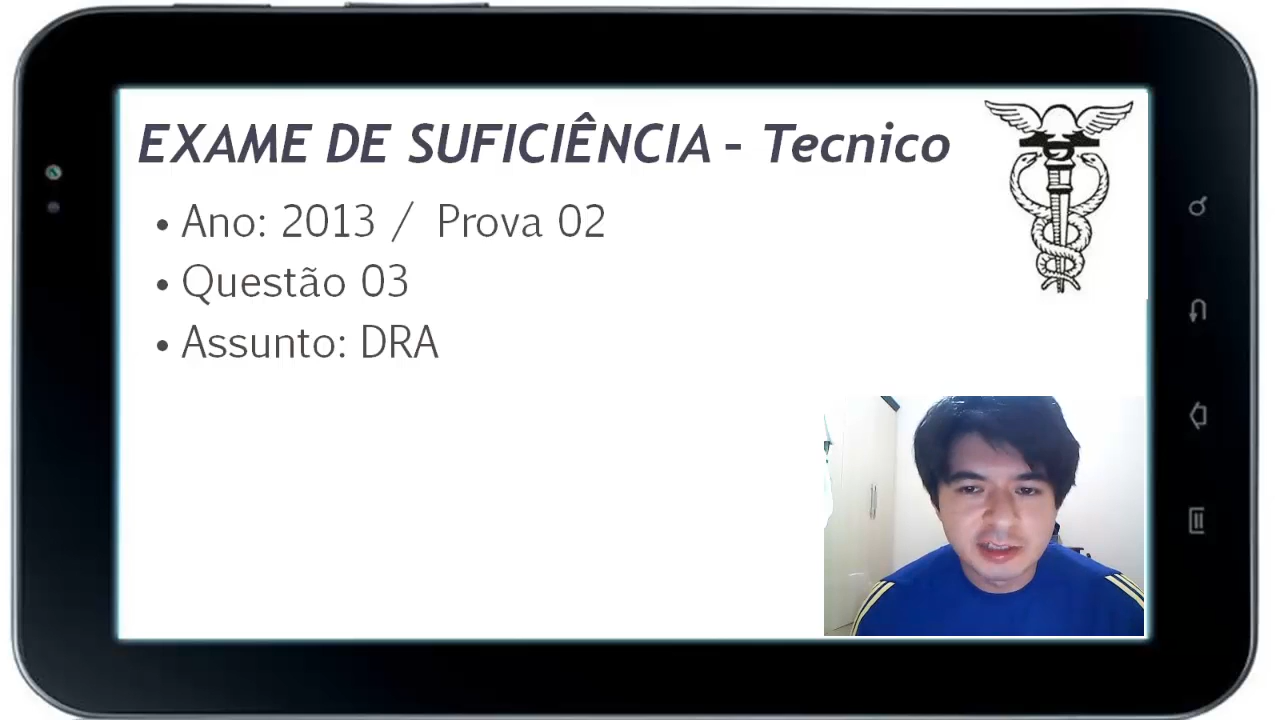 EXAME DE SUFICIÊNCIA – Tecnico
• Ano: 2013 / Prova 02
• Questão 03
• Assunto: DRA